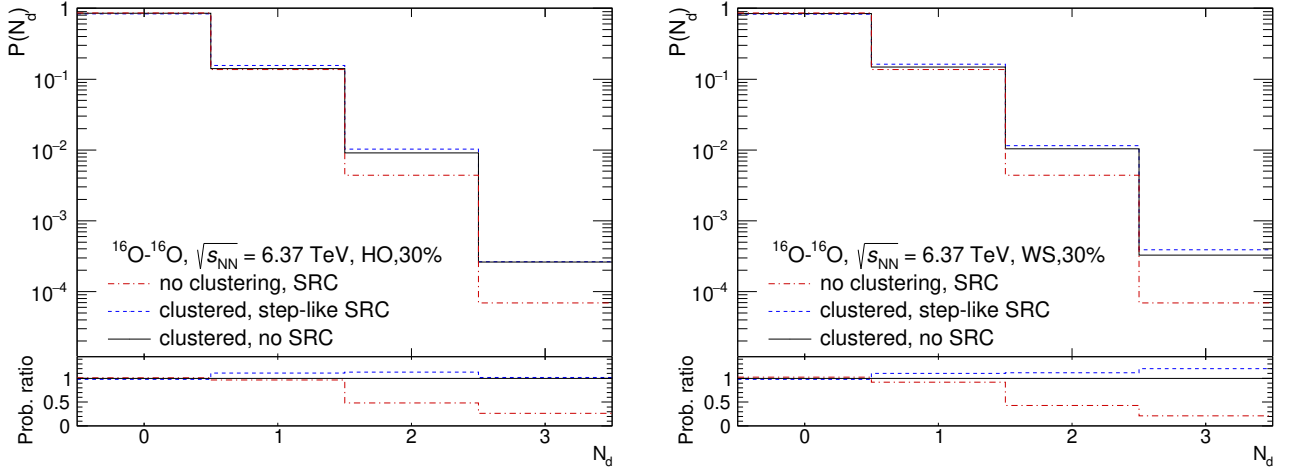 P(N_d)
1
10⁻¹
10⁻²
10⁻³
10⁻⁴
¹⁶O-¹⁶O, √s_NN = 6.37 TeV, HO,30%
no clustering, SRC
clustered, step-like SRC
clustered, no SRC
Prob. ratio
1
0.5
0
0 1 2 3
N_d
P(N_d)
1
10⁻¹
10⁻²
10⁻³
10⁻⁴
¹⁶O-¹⁶O, √s_NN = 6.37 TeV, WS,30%
no clustering, SRC
clustered, step-like SRC
clustered, no SRC
Prob. ratio
1
0.5
0
0 1 2 3
N_d